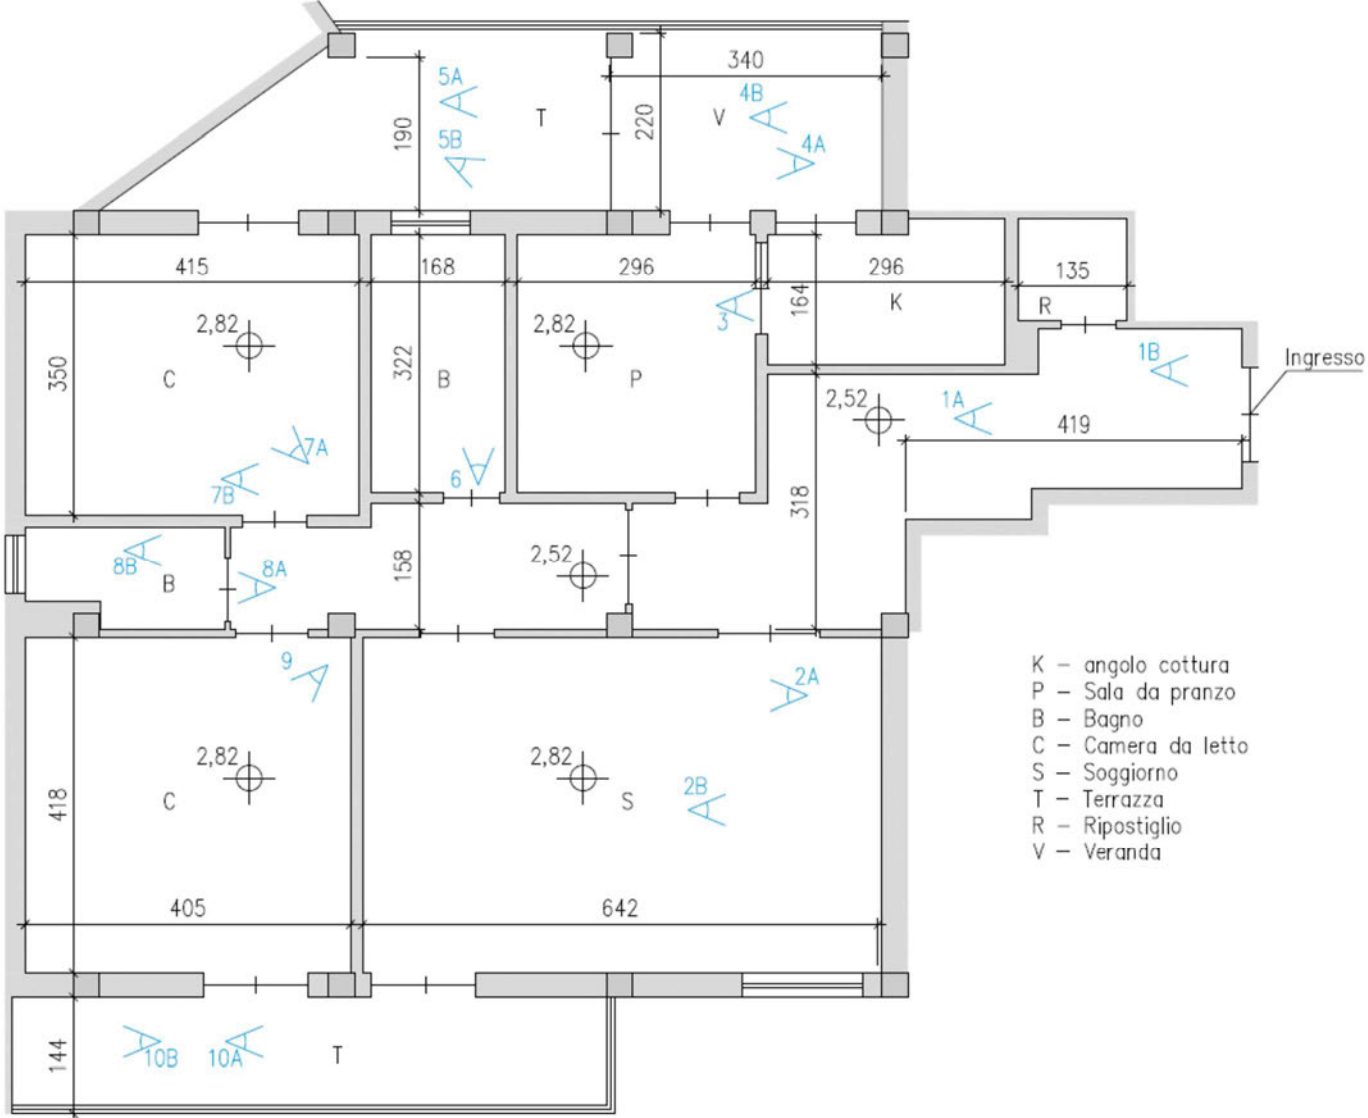 340
5A
4B
T
V
220
190
5B
4A
415
168
296
296
135
K
R
164
3
2,82
2,82
1B
Ingresso
350
C
322
B
P
2,52
1A
419
7A
6
7B
318
8B
B
8A
158
2,52
9
2A
K – angolo cottura
P – Sala da pranzo
B – Bagno
C – Camera da letto
S – Soggiorno
T – Terrazza
R – Ripostiglio
V – Veranda
2,82
2,82
2B
418
C
S
405
642
144
10B
10A
T